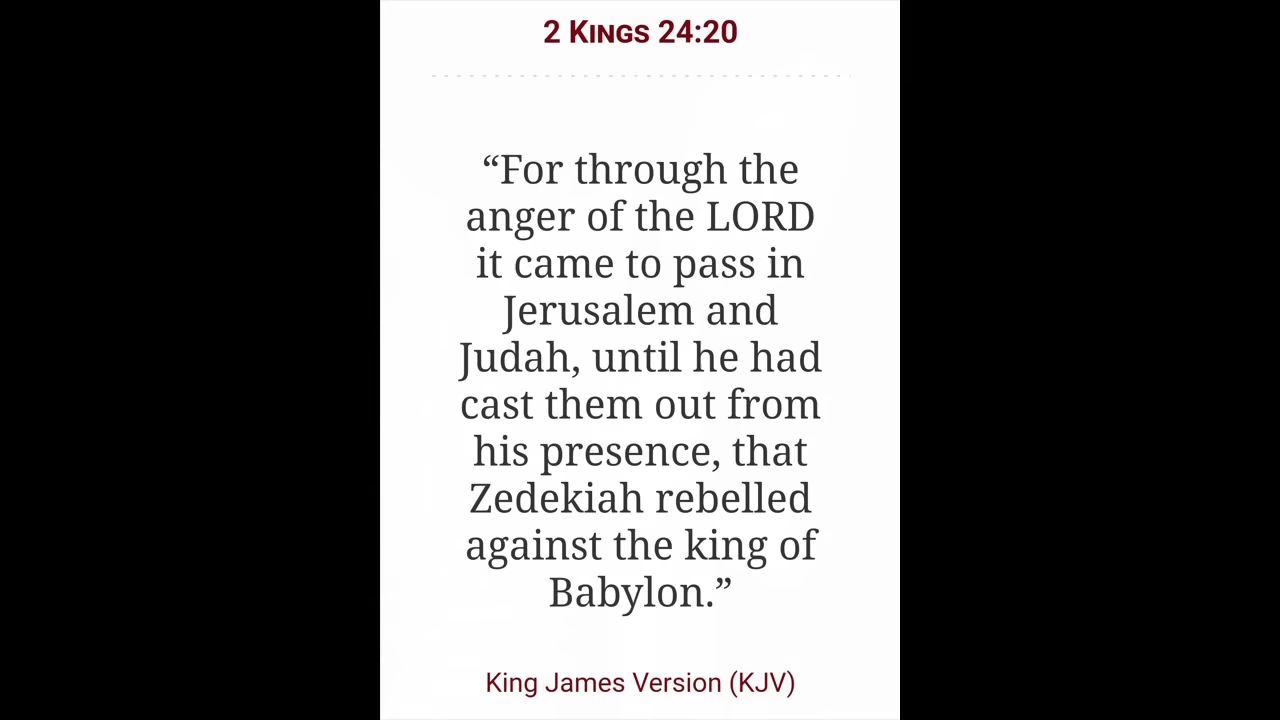 2 Kings 24:20
“For through the
anger of the LORD
it came to pass in
Jerusalem and
Judah, until he had
cast them out from
his presence, that
Zedekiah rebelled
against the king of
Babylon.”
King James Version (KJV)